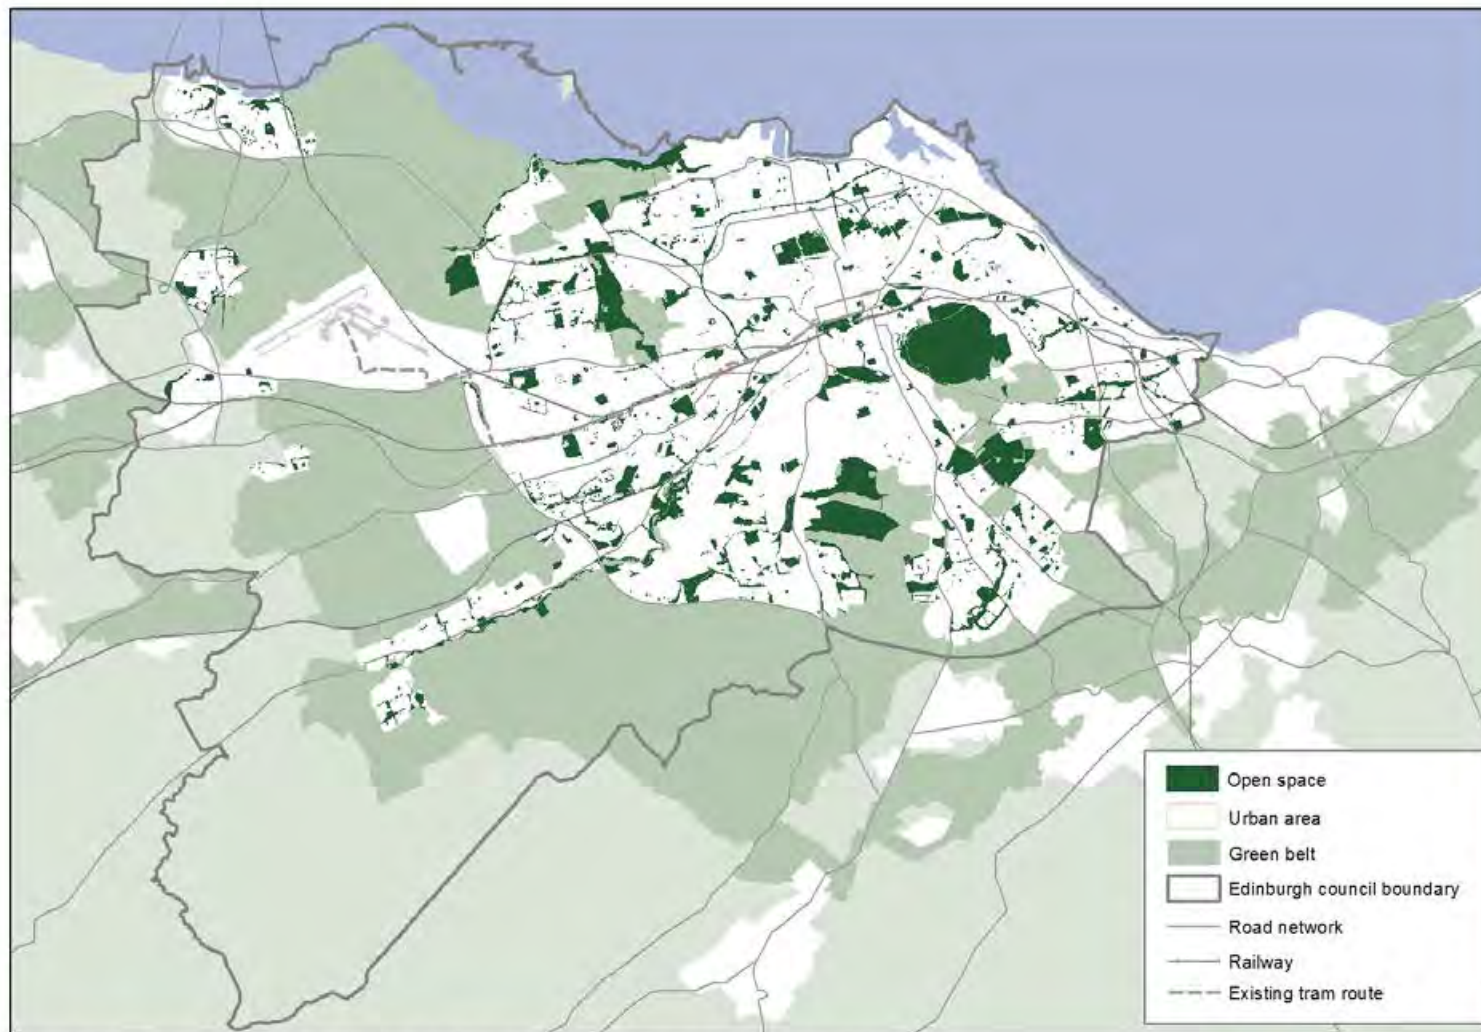 Open space
Urban area
Green belt
Edinburgh council boundary
Road network
Railway
Existing tram route